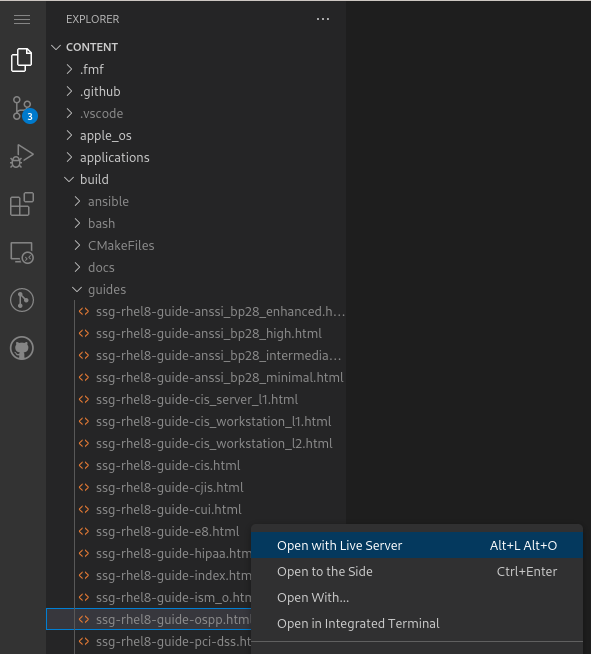 EXPLORER ...
CONTENT
.fmf
.github
3
.vscode
apple_os
applications
build
ansible
bash
CMakeFiles
docs
guides
ssg-rhel8-guide-anssi_bp28_enhanced.h...
ssg-rhel8-guide-anssi_bp28_high.html
ssg-rhel8-guide-anssi_bp28_intermedia...
ssg-rhel8-guide-anssi_bp28_minimal.html
ssg-rhel8-guide-cis_server_l1.html
ssg-rhel8-guide-cis_workstation_l1.html
ssg-rhel8-guide-cis_workstation_l2.html
ssg-rhel8-guide-cis.html
ssg-rhel8-guide-cjis.html
ssg-rhel8-guide-cui.html
ssg-rhel8-guide-e8.html
ssg-rhel8-guide-hipaa.htm
ssg-rhel8-guide-index.htm
ssg-rhel8-guide-ism_o.htm
ssg-rhel8-guide-ospp.html
ssg-rhel8-guide-pci-dss.ht
Open with Live Server Alt+L Alt+O
Open to the Side Ctrl+Enter
Open With...
Open in Integrated Terminal